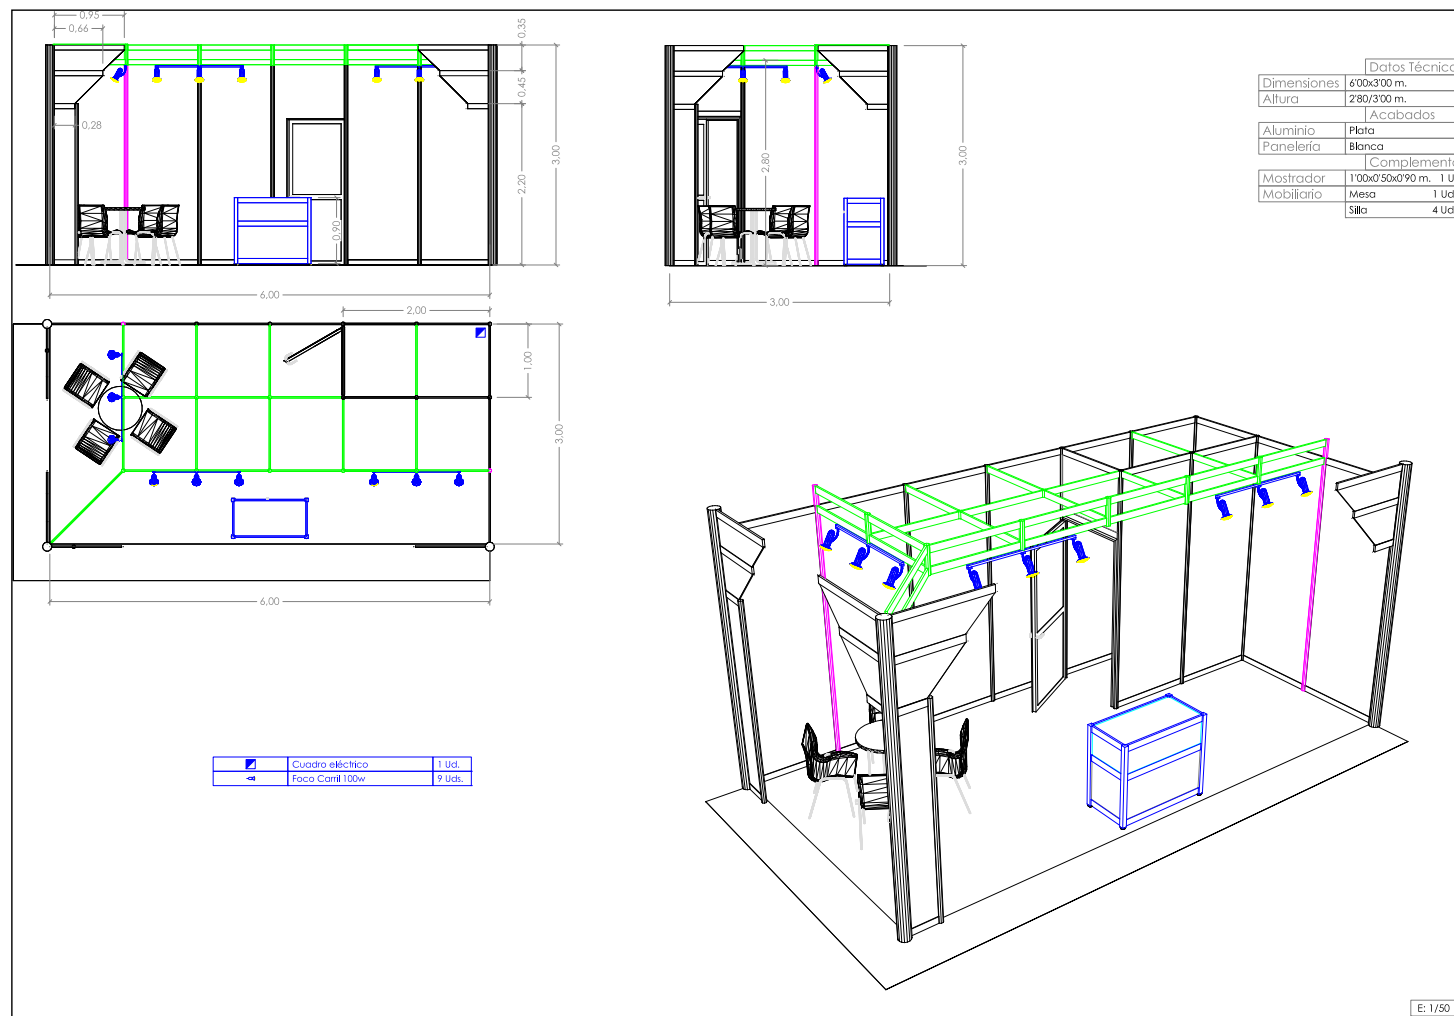 0,95
0,66
0,35
0,45
0,28
2,20
3,00
0,90
6,00
2,80
3,00
3,00
Datos Técnico
Dimensiones 6'00x3'00 m.
Altura 2'80/3'00 m.
Acabados
Aluminio Plata
Panelería Blanca
Complemento
Mostrador 1'00x0'50x0'90 m. 1 U
Mobiliario Mesa 1 Ud
Silla 4 Ud
2,00
1,00
3,00
6,00
Cuadro eléctrico 1 Ud.
Foco Carril 100w 9 Uds.
E: 1/50